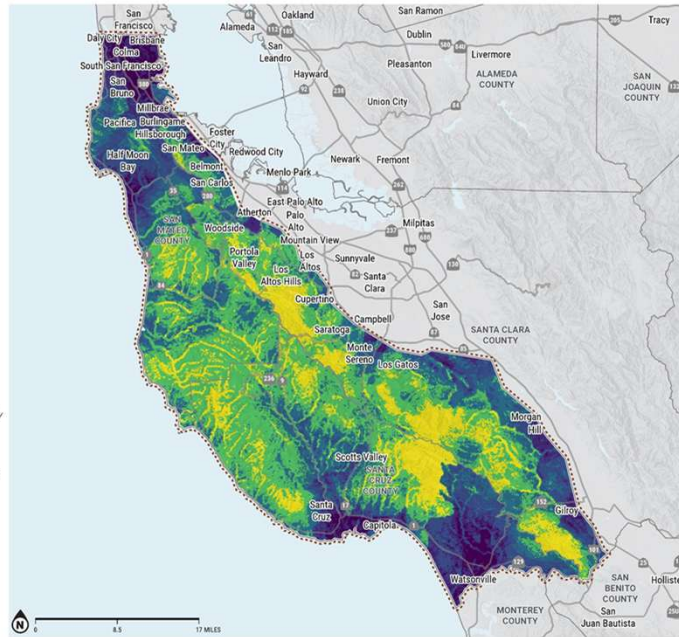 San
Francisco
Oakland
Alameda
San Ramon
Tracy
Daly City
Brisbane
Colma
San
Leandro
Dublin
Livermore
South San Francisco
Pleasanton
Hayward
ALAMEDA
COUNTY
SAN
JOAQUIN
COUNTY
San
Bruno
Millbrae
Union City
Pacifica
Burlingame
Hillsborough
Foster
City
San Mateo
Redwood City
Half Moon
Bay
Belmont
Newark
Fremont
San Carlos
Menlo Park
East Palo Alto
Atherton
Palo
Alto
SAN
MATEO
COUNTY
Woodside
Milpitas
Mountain View
Portola
Valley
Los
Altos
Los
Altos Hills
Sunnyvale
Santa
Clara
Cupertino
San
Jose
Campbell
Saratoga
SANTA CLARA
COUNTY
Monte
Sereno
Los Gatos
Morgan
Hill
Scotts Valley
SANTA
CRUZ
COUNTY
Santa
Cruz
Capitola
Gilroy
Watsonville
SAN
BENITO
COUNTY
Holliste
MONTEREY
COUNTY
San
Juan Bautista
N
0 8.5 17 MILES